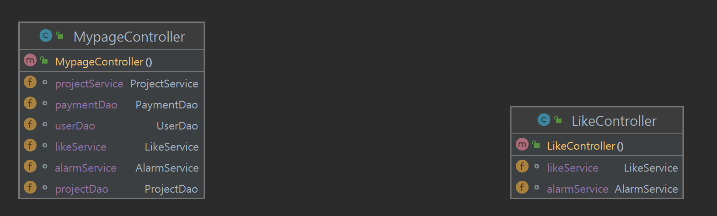 MypageController
MypageController()
projectService ProjectService
paymentDao PaymentDao
userDao UserDao
likeService LikeService
alarmService AlarmService
projectDao ProjectDao
LikeController
LikeController()
likeService LikeService
alarmService AlarmService